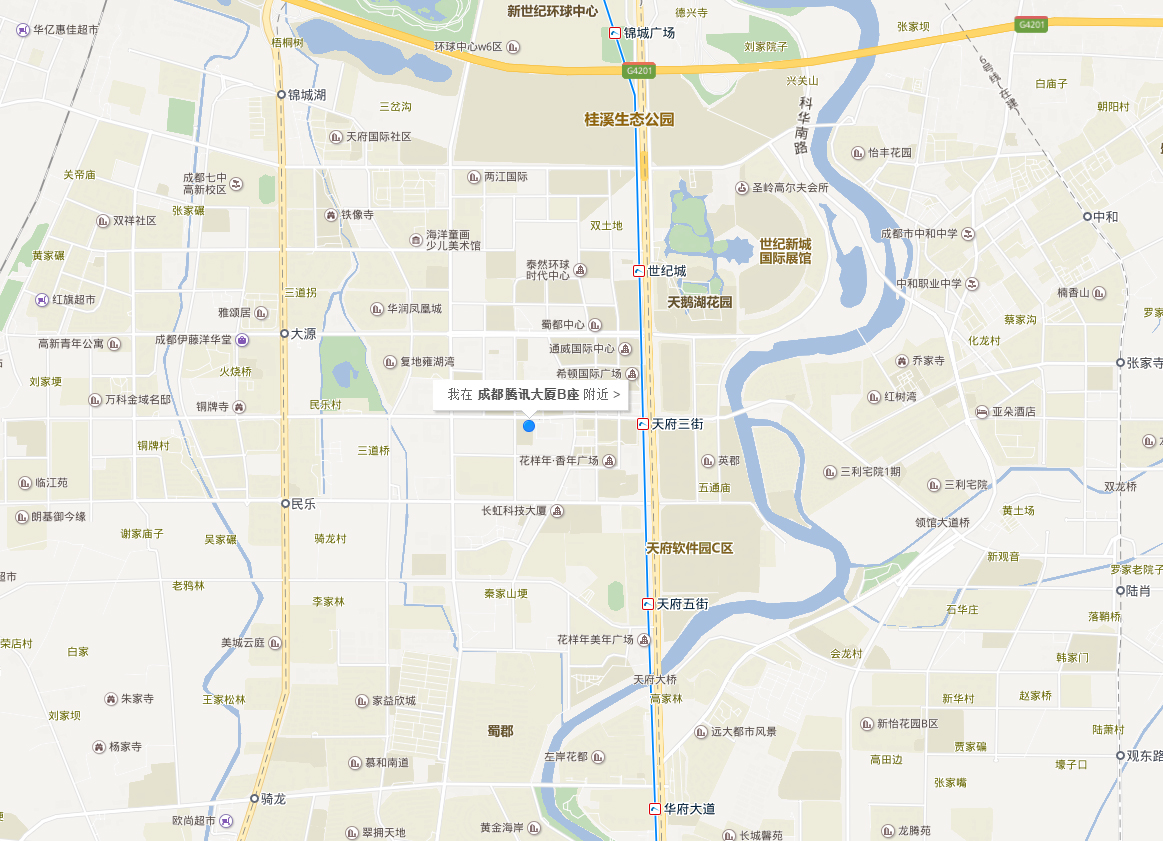 新世纪环球中心
德兴寺
张家坝
G4201
华亿惠佳超市
锦城广场
梧桐树
环球中心w6区
刘家院子
G4201
6号线(在建)
兴关山
白庙子
锦城湖
三岔沟
科华南路
朝阳村
桂溪生态公园
天府国际社区
怡丰花园
关帝庙
成都七中
高新校区
两江国际
圣岭高尔夫会所
张家碾
双祥社区
铁像寺
中和
双土地
成都市中和中学
海洋童画
少儿美术馆
世纪新城
国际展馆
黄家碾
泰然环球
时代中心
世纪城
中和职业中学
三道拐
楠香山
红旗超市
天鹅湖花园
雅颂居
华润凤凰城
罗家
蔡家沟
蜀都中心
大源
成都伊藤洋华堂
高新青年公寓
化龙村
通威国际中心
复地雍湖湾
乔家寺
张家寺
火烧桥
希顿国际广场
刘家埂
我在 成都腾讯大厦B座 附近 >
红树湾
万科金域名邸
铜牌寺
民乐村
亚朵酒店
天府三街
铜牌村
三道桥
花样年·香年广场
英郡
三利宅院1期
临江苑
五通庙
三利宅院
双龙桥
民乐
长虹科技大厦
黄土场
朗基御今缘
领馆大道桥
谢家庙子
吴家碾
骑龙村
天府软件园C区
新观音
罗家老院子
超市
老鸦林
秦家山埂
陆肖
李家林
天府五街
石华庄
落鞘桥
荣店村
美城云庭
花样年美年广场
白家
会龙村
韩家门
天府大桥
朱家寺
王家松林
家益欣城
高家林
新华村
赵家桥
刘家坝
蜀郡
远大都市风景
新怡花园B区
陆萧村
杨家寺
贾家碥
观东路
左岸花都
慕和南道
高田边
壕子口
张家嘴
骑龙
华府大道
欧尚超市
翠拥天地
黄金海岸
长城馨苑
龙腾苑